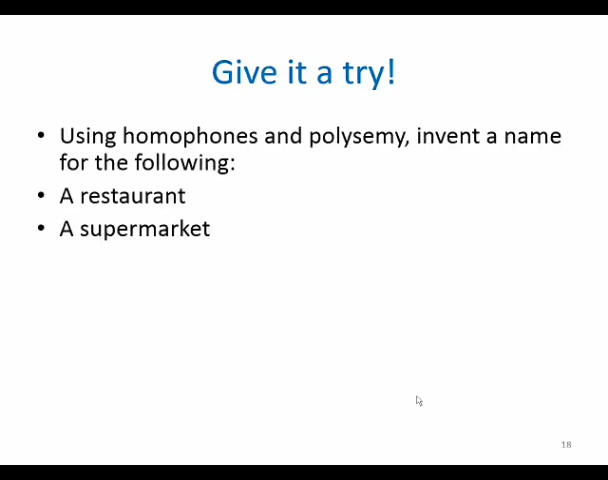 Give it a try!
• Using homophones and polysemy, invent a name
for the following:
• A restaurant
• A supermarket
18